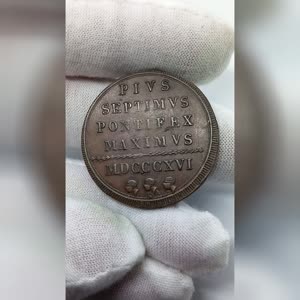 PIVS
SEPTIMVS
PONTIFEX
MAXIMVS
MDCCCXVI